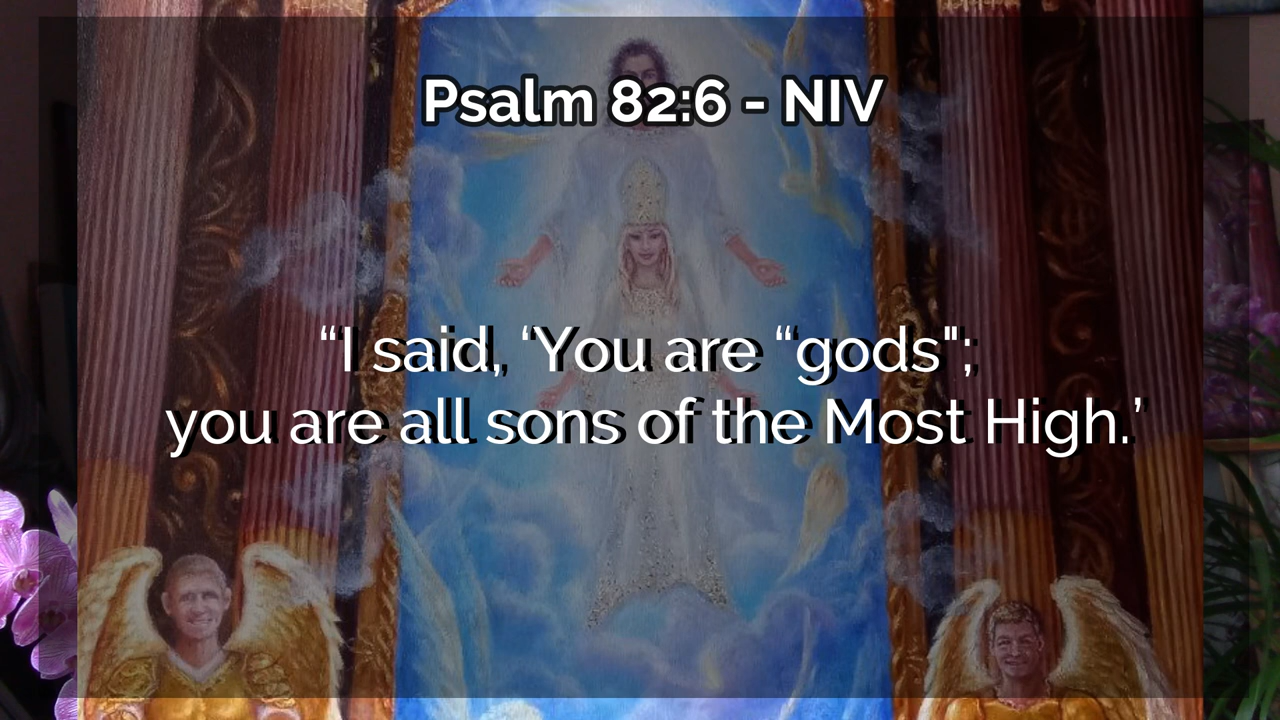 Psalm 82:6 - NIV
“I said, ‘You are “gods";
you are all sons of the Most High.’